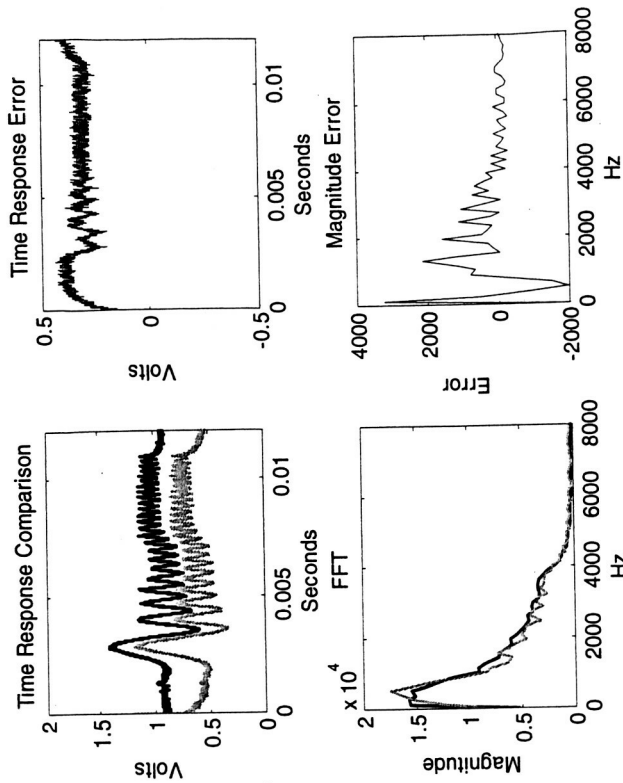 Time Response Comparison
Volts
2
1.5
1
0.5
0
0
0.005
0.01
Seconds
Time Response Error
Volts
0.5
0
-0.5
0
0.005
0.01
Seconds
FFT
x 10^4
Magnitude
2
1.5
1
0.5
0
0
2000
4000
6000
8000
Hz
Magnitude Error
Error
4000
2000
0
-2000
0
2000
4000
6000
8000
Hz